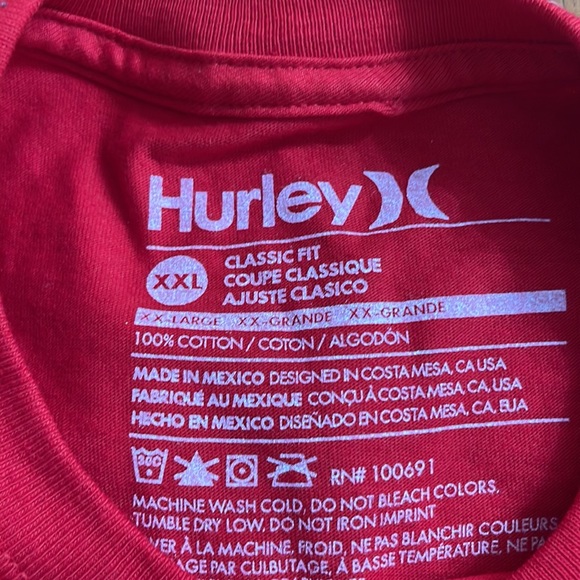 Hurley
XXL
CLASSIC FIT
COUPE CLASSIQUE
AJUSTE CLASICO
XX-LARGE XX-GRANDE XX-GRANDE
100% COTTON / COTON / ALGODÓN
MADE IN MEXICO DESIGNED IN COSTA MESA, CA USA
FABRIQUÉ AU MEXIQUE CONÇU À COSTA MESA, CA, USA
HECHO EN MEXICO DISEÑADO EN COSTA MESA, CA, EUA
30C
RN# 100691
MACHINE WASH COLD, DO NOT BLEACH COLORS,
TUMBLE DRY LOW, DO NOT IRON IMPRINT
VER À LA MACHINE, FROID, NE PAS BLANCHIR COULEURS
PAR CULBUTAGE, À BASSE TEMPÉRATURE, NE